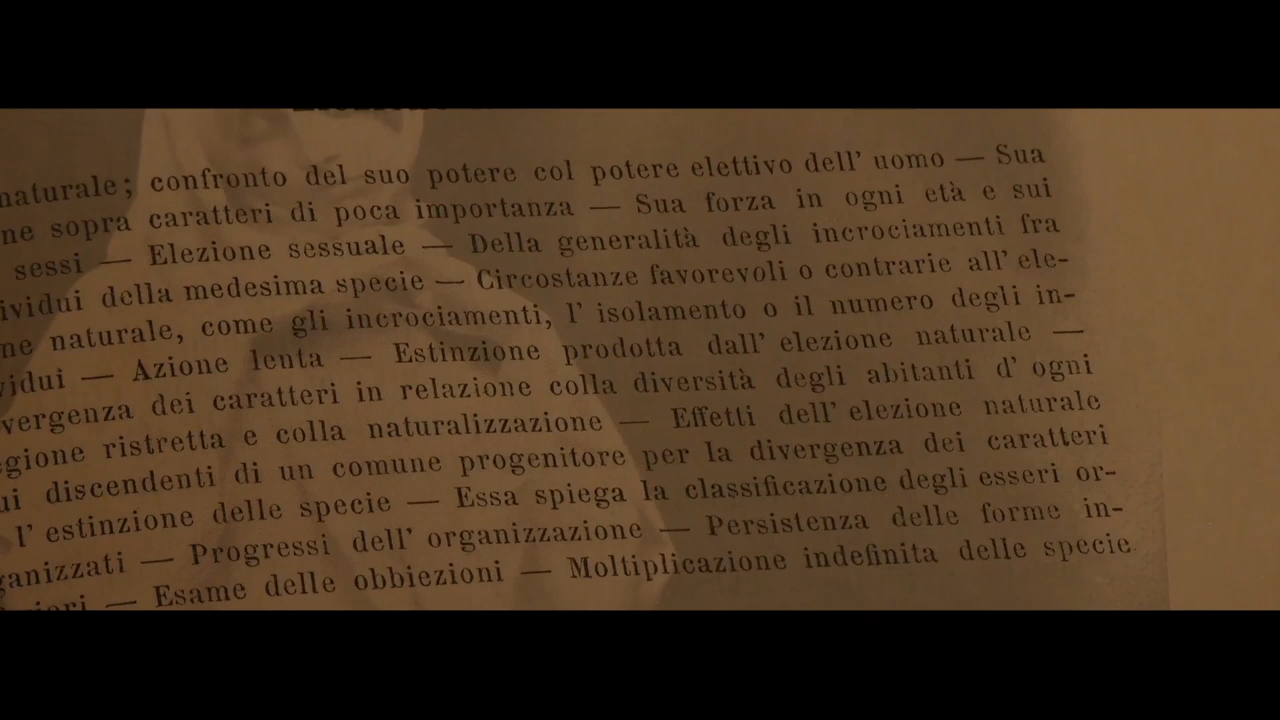 naturale; confronto del suo potere col potere elettivo dell' uomo — Sua
ne sopra caratteri di poca importanza — Sua forza in ogni età e sui
sessi — Elezione sessuale — Della generalità degli incrociamenti fra
ividui della medesima specie — Circostanze favorevoli o contrarie all' ele-
ne naturale, come gli incrociamenti, l' isolamento o il numero degli in-
vidui — Azione lenta — Estinzione prodotta dall' elezione naturale —
vergenza dei caratteri in relazione colla diversità degli abitanti d' ogni
egione ristretta e colla naturalizzazione — Effetti dell' elezione naturale
ui discendenti di un comune progenitore per la divergenza dei caratteri
l' estinzione delle specie — Essa spiega la classificazione degli esseri or-
ganizzati — Progressi dell' organizzazione — Persistenza delle forme in-
— Esame delle obbiezioni — Moltiplicazione indefinita delle specie